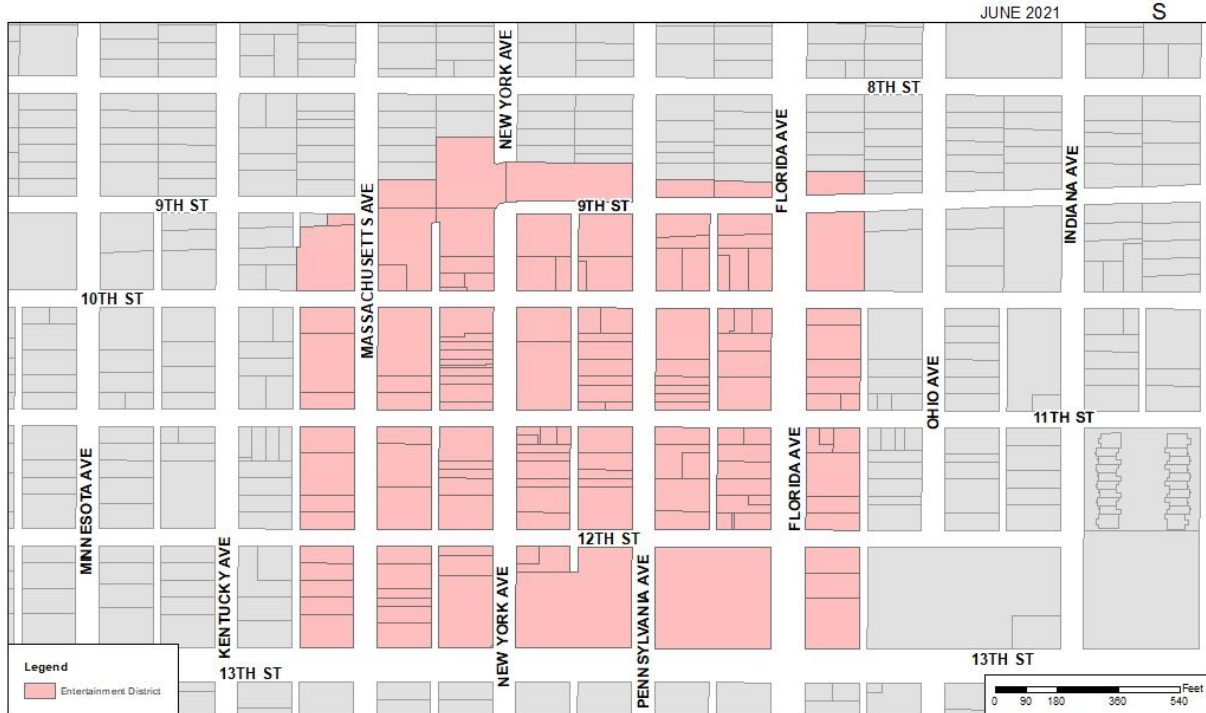 JUNE 2021
S
NEW YORK AVE
8TH ST
FLORIDA AVE
INDIANA AVE
MASSACHUSETTS AVE
9TH ST
9TH ST
10TH ST
OHIO AVE
11TH ST
MINNESOTA AVE
FLORIDA AVE
12TH ST
KENTUCKY AVE
NEW YORK AVE
PENNSYLVANIA AVE
13TH ST
13TH ST
Legend
Entertainment District
Feet
0 90 180 360 540